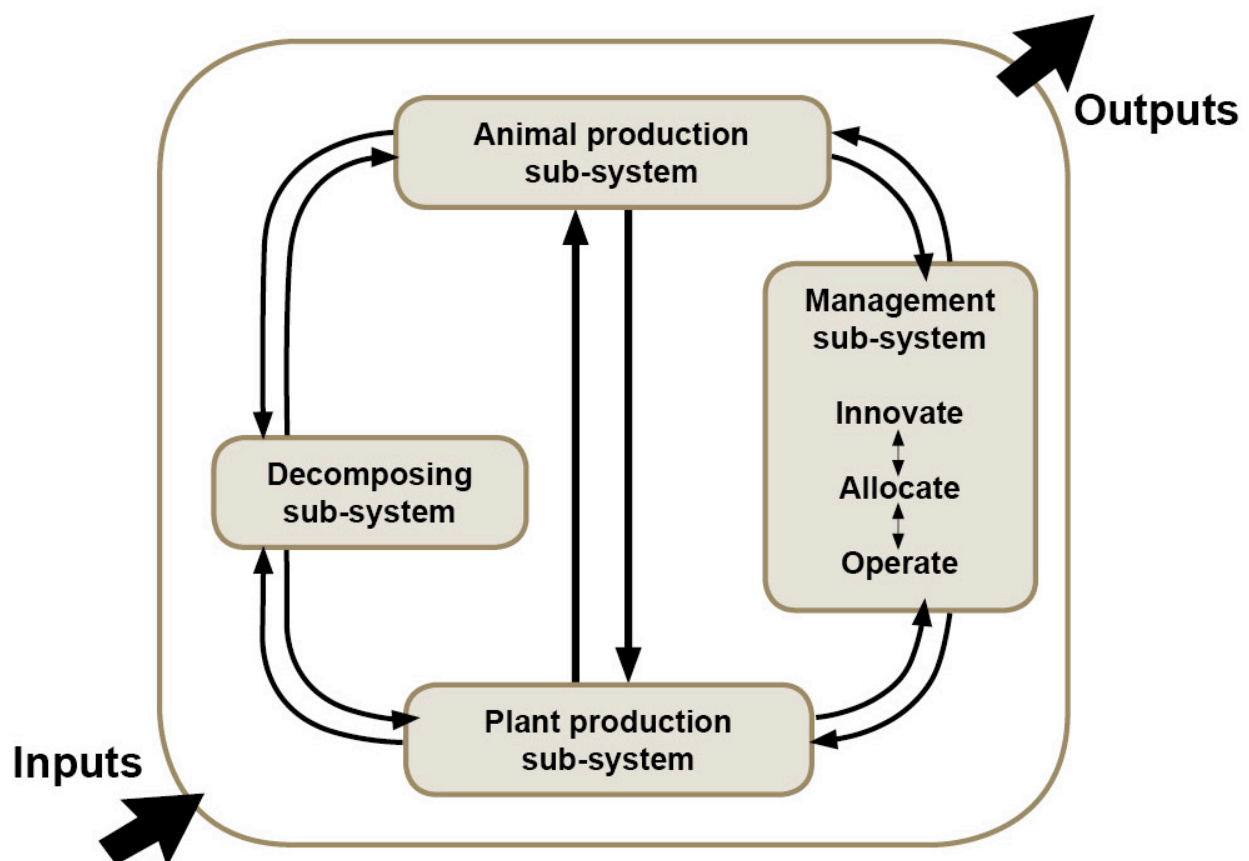 Outputs
Animal production
sub-system
Management
sub-system
Innovate
Allocate
Operate
Decomposing
sub-system
Plant production
sub-system
Inputs